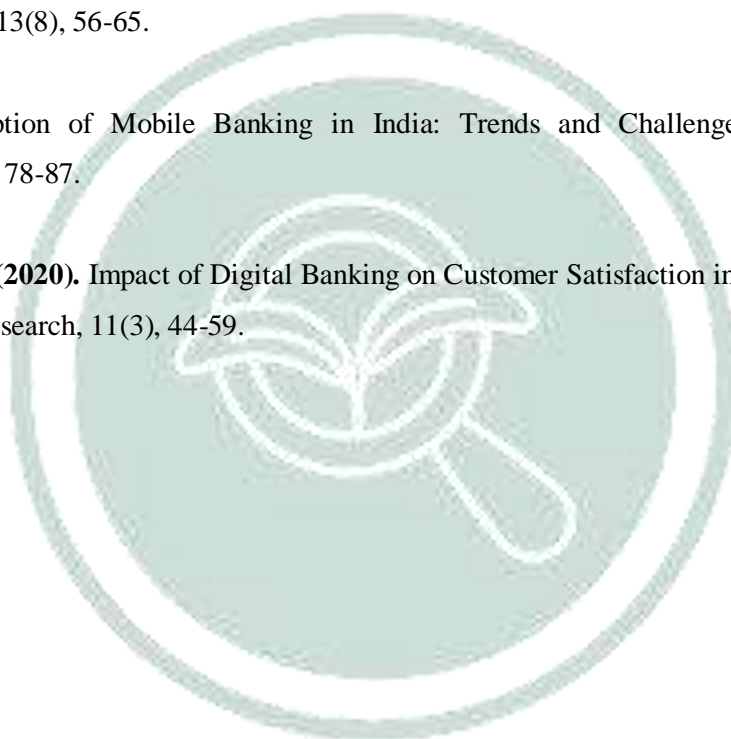 13(8), 56-65.
ption of Mobile Banking in India: Trends and Challenge
78-87.
(2020). Impact of Digital Banking on Customer Satisfaction in
search, 11(3), 44-59.